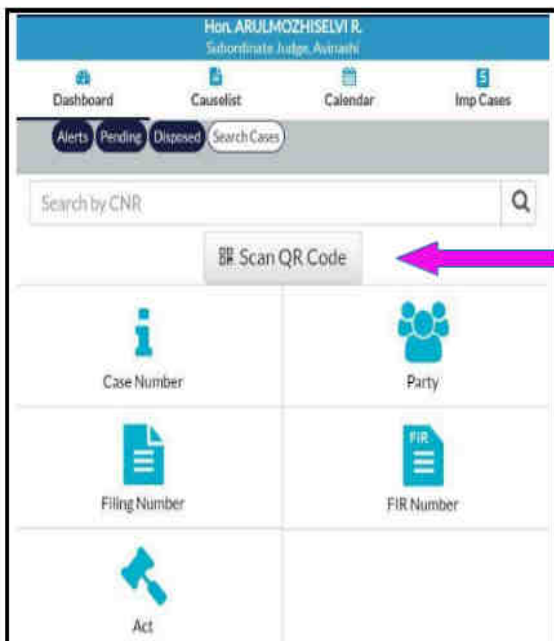 Hon. ARULMOZHISELVI R.
Subordinate Judge, Avinashi
Dashboard Causelist Calendar 5 Imp Cases
Alerts Pending Disposed Search Cases
Search by CNR
Scan QR Code
Case Number Party
FIR
Filing Number FIR Number
Act